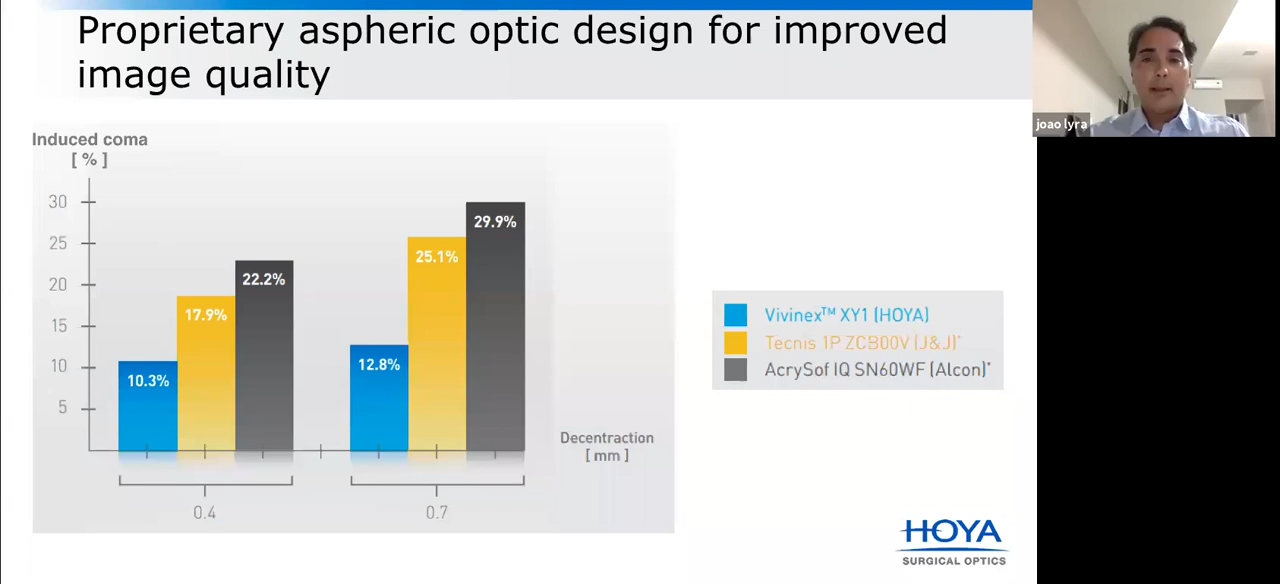 Proprietary aspheric optic design for improved
image quality
joao lyra
Induced coma
[ % ]
30
25
20
15
10
5
10.3%
17.9%
22.2%
12.8%
25.1%
29.9%
0.4
0.7
Decentraction
[ mm ]
Vivinex™ XY1 (HOYA)
Tecnis 1P ZCB00V (J&J)*
AcrySof IQ SN60WF (Alcon)*
HOYA
SURGICAL OPTICS